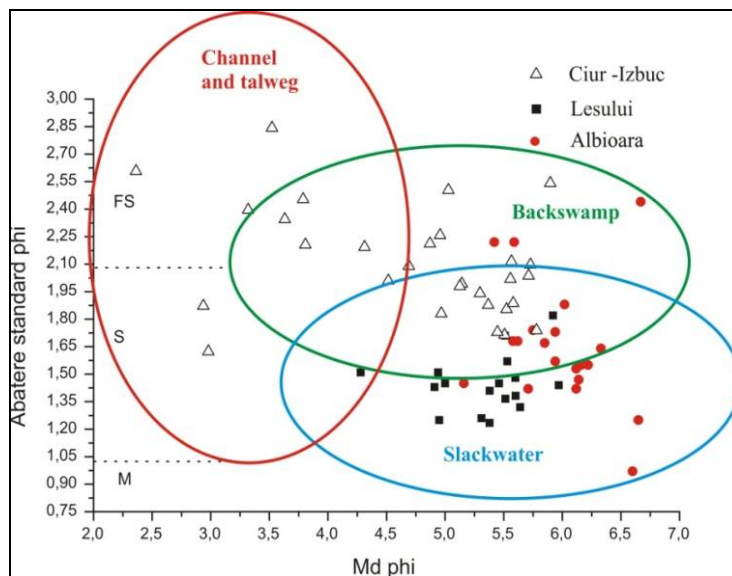 Channel
and talweg
Ciur -Izbuc
Lesului
Albioara
3,00
2,85
2,70
2,55
FS
2,40
2,25
2,10
1,95
1,80
S
1,65
1,50
1,35
1,20
1,05
M
0,90
0,75
Backswamp
Slackwater
Abatere standard phi
2,0 2,5 3,0 3,5 4,0 4,5 5,0 5,5 6,0 6,5 7,0
Md phi